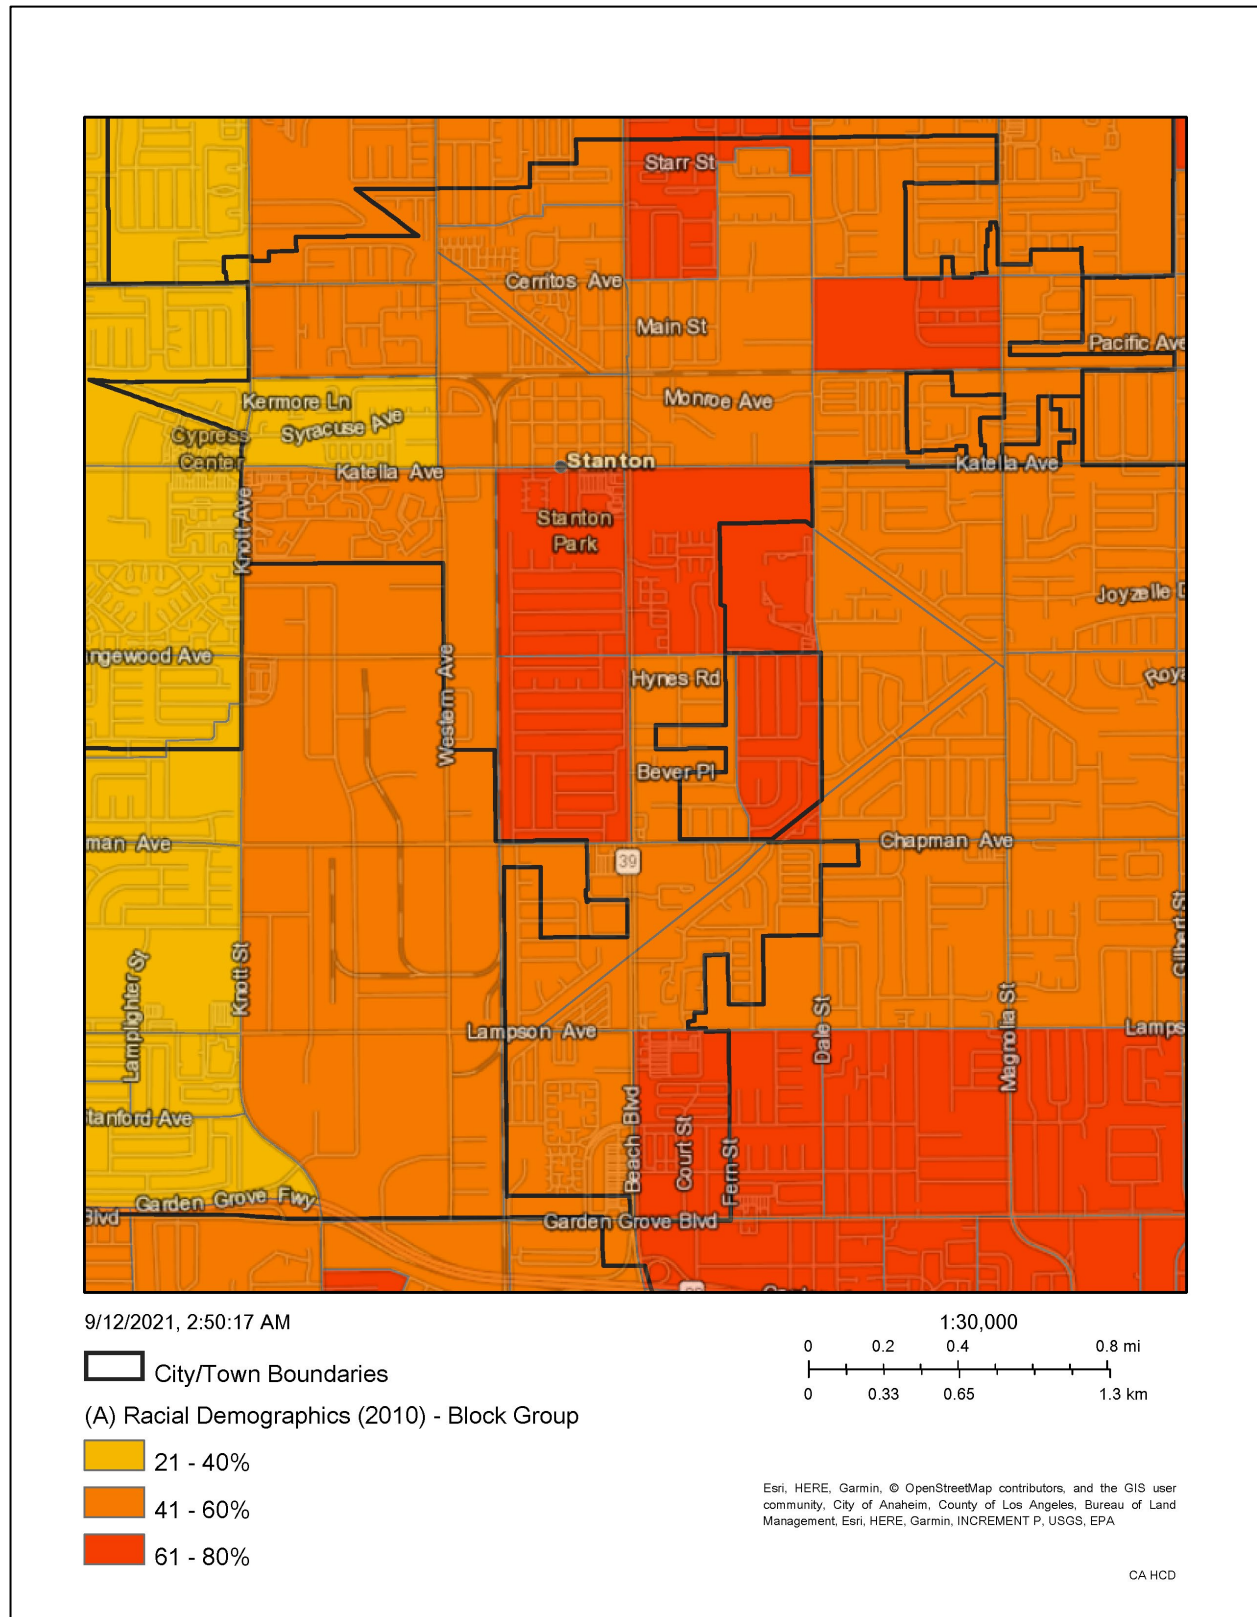 Starr St
Cerritos Ave
Main St
Pacific Ave
Kermore Ln
Monroe Ave
Syracuse Ave
Cypress
Center
Stanton
Katella Ave
Katella Ave
Knott Ave
Stanton
Park
Joyzelle D
ngewood Ave
Hynes Rd
Roya
Western Ave
Bever Pl
man Ave
Chapman Ave
39
Gilbert St
Knott St
Lamplighter St
Lampson Ave
Dale St
Magnolia St
Lamps
Stanford Ave
Beach Blvd
Court St
Fern St
Garden Grove Fwy
Blvd
Garden Grove Blvd
9/12/2021, 2:50:17 AM
1:30,000
0 0.2 0.4 0.8 mi
0 0.33 0.65 1.3 km
City/Town Boundaries
(A) Racial Demographics (2010) - Block Group
21 - 40%
41 - 60%
61 - 80%
Esri, HERE, Garmin, © OpenStreetMap contributors, and the GIS user
community, City of Anaheim, County of Los Angeles, Bureau of Land
Management, Esri, HERE, Garmin, INCREMENT P, USGS, EPA
CA HCD